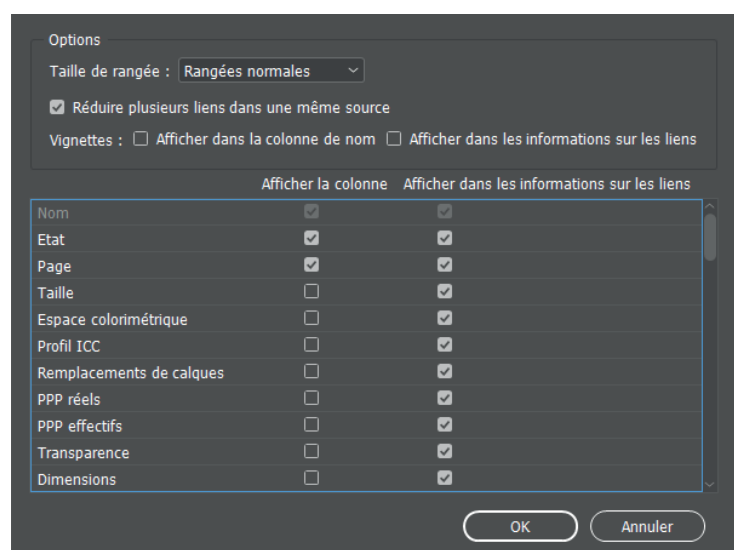 Options
Taille de rangée : Rangées normales
Réduire plusieurs liens dans une même source
Vignettes : Afficher dans la colonne de nom Afficher dans les informations sur les liens
Afficher la colonne Afficher dans les informations sur les liens
Nom
Etat
Page
Taille
Espace colorimétrique
Profil ICC
Remplacements de calques
PPP réels
PPP effectifs
Transparence
Dimensions
OK Annuler